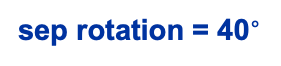 sep rotation = 40°